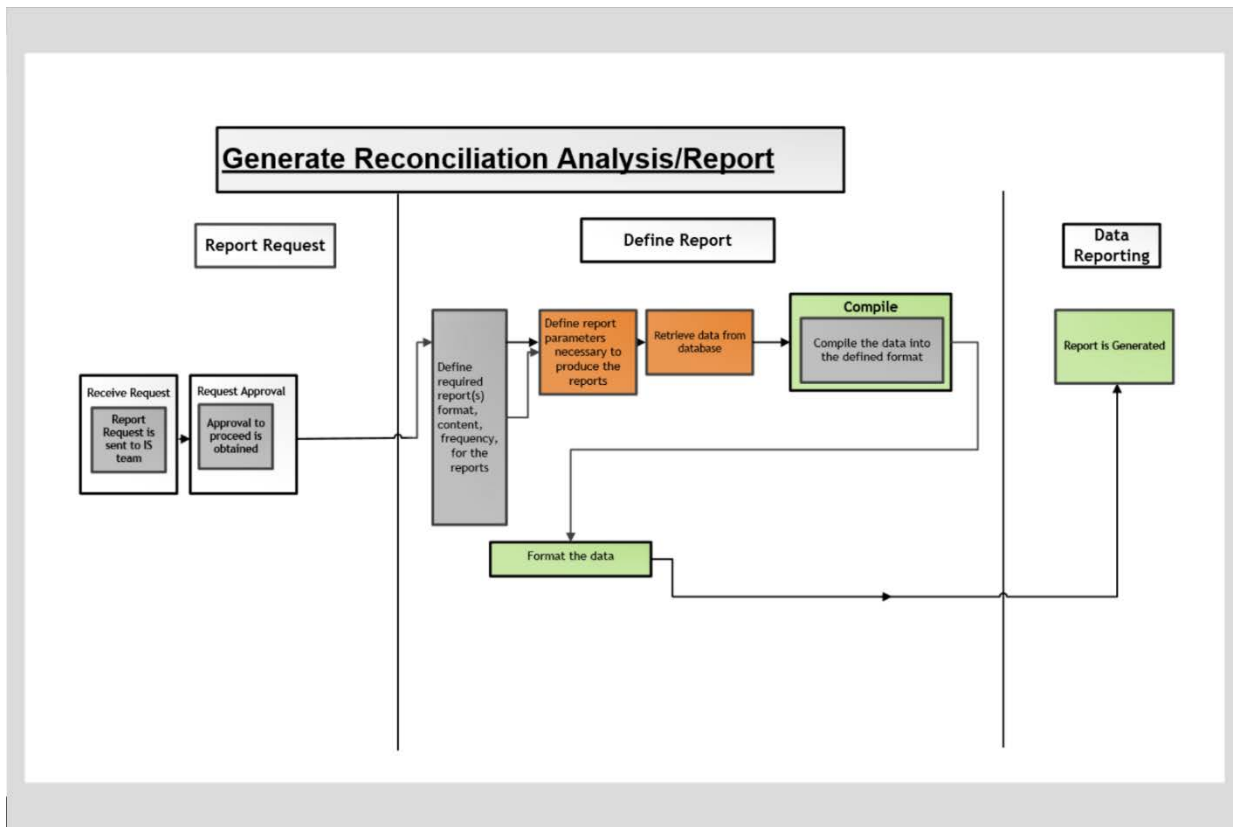 Generate Reconciliation Analysis/Report
Report Request
Define Report
Data
Reporting
Receive Request
Report
Request is
sent to IS
team
Request Approval
Approval to
proceed is
obtained
Define
required
report(s)
format,
content,
frequency,
for the
reports
Define report
parameters
necessary to
produce the
reports
Retrieve data from
database
Compile
Compile the data into
the defined format
Format the data
Report is Generated